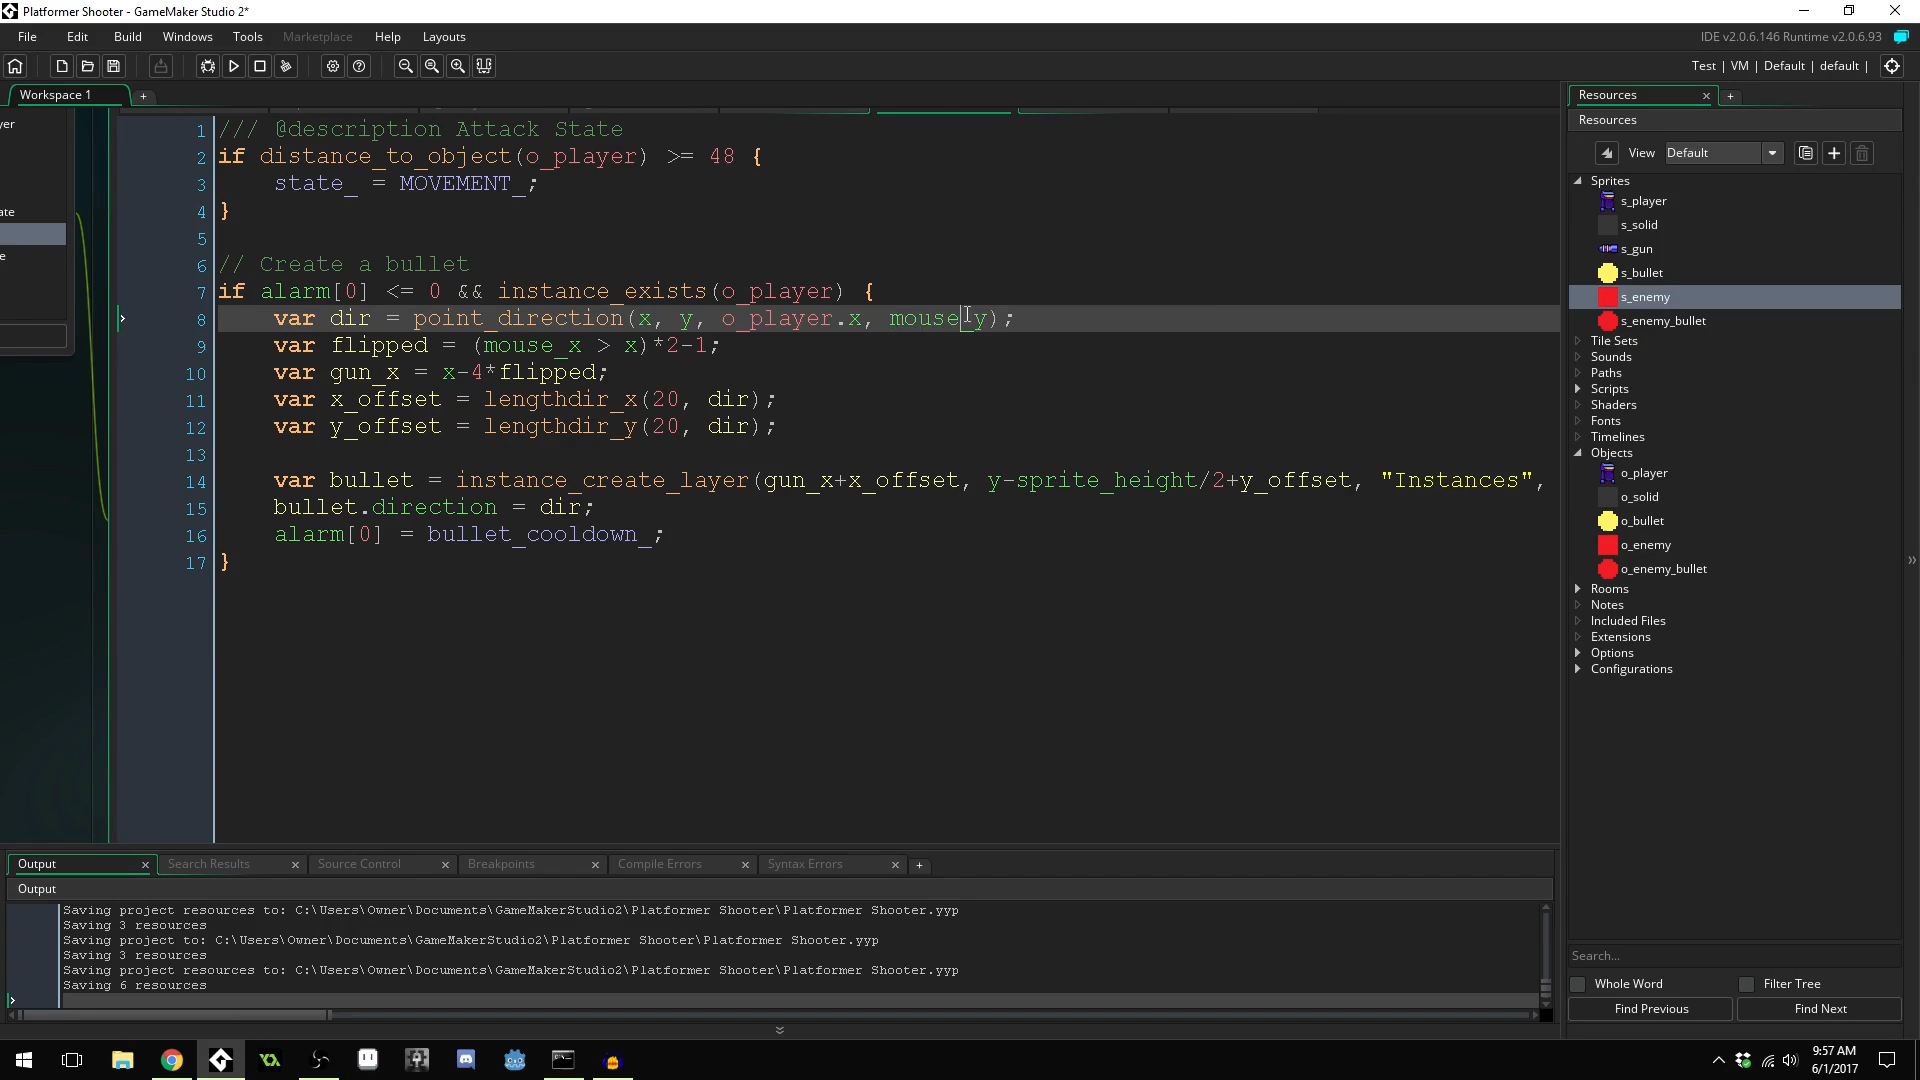 Platformer Shooter - GameMaker Studio 2*
File Edit Build Windows Tools Marketplace Help Layouts
IDE v2.0.6.146 Runtime v2.0.6.93
Test | VM | Default | default |
Workspace 1
yer
ate
e
1 /// @description Attack State
2 if distance_to_object(o_player) >= 48 {
3 state_ = MOVEMENT_;
4 }
5
6 // Create a bullet
7 if alarm[0] <= 0 && instance_exists(o_player) {
8 var dir = point_direction(x, y, o_player.x, mouse_y);
9 var flipped = (mouse_x > x)*2-1;
10 var gun_x = x-4*flipped;
11 var x_offset = lengthdir_x(20, dir);
12 var y_offset = lengthdir_y(20, dir);
13
14 var bullet = instance_create_layer(gun_x+x_offset, y-sprite_height/2+y_offset, "Instances",
15 bullet.direction = dir;
16 alarm[0] = bullet_cooldown_;
17 }
Resources
Resources
View Default
Sprites
s_player
s_solid
s_gun
s_bullet
s_enemy
s_enemy_bullet
Tile Sets
Sounds
Paths
Scripts
Shaders
Fonts
Timelines
Objects
o_player
o_solid
o_bullet
o_enemy
o_enemy_bullet
Rooms
Notes
Included Files
Extensions
Options
Configurations
Search...
Whole Word Filter Tree
Find Previous Find Next
Output Search Results Source Control Breakpoints Compile Errors Syntax Errors
Output
Saving project resources to: C:\Users\Owner\Documents\GameMakerStudio2\Platformer Shooter\Platformer Shooter.yyp
Saving 3 resources
Saving project to: C:\Users\Owner\Documents\GameMakerStudio2\Platformer Shooter\Platformer Shooter.yyp
Saving 3 resources
Saving project resources to: C:\Users\Owner\Documents\GameMakerStudio2\Platformer Shooter\Platformer Shooter.yyp
Saving 6 resources
9:57 AM
6/1/2017